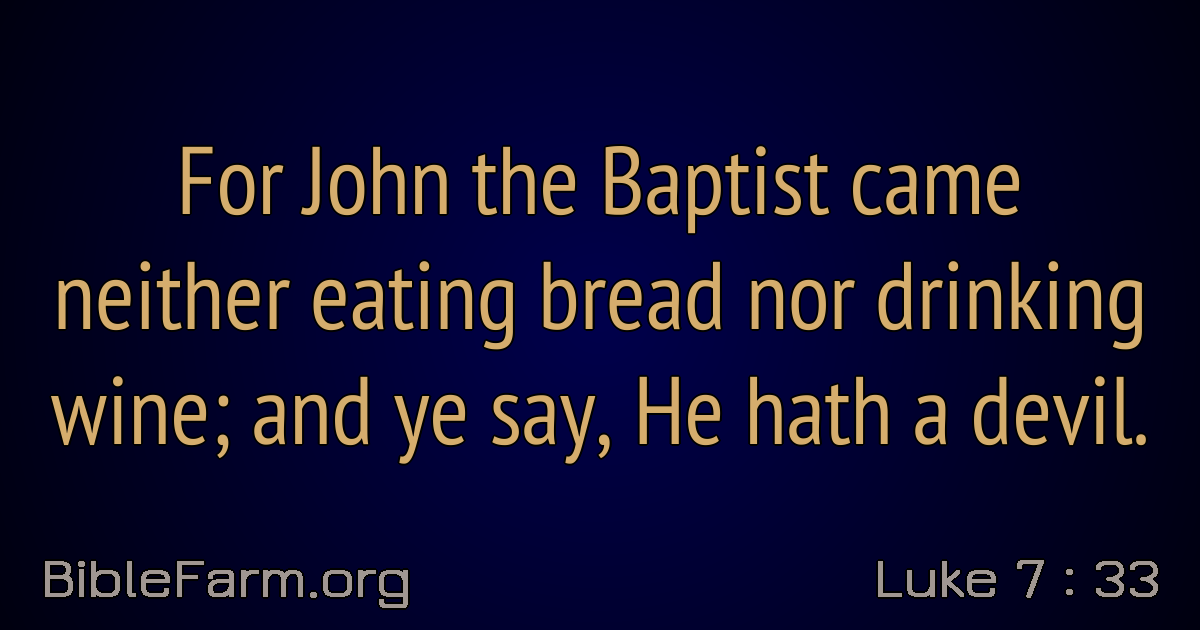 For John the Baptist came
neither eating bread nor drinking
wine; and ye say, He hath a devil.
BibleFarm.org
Luke 7 : 33